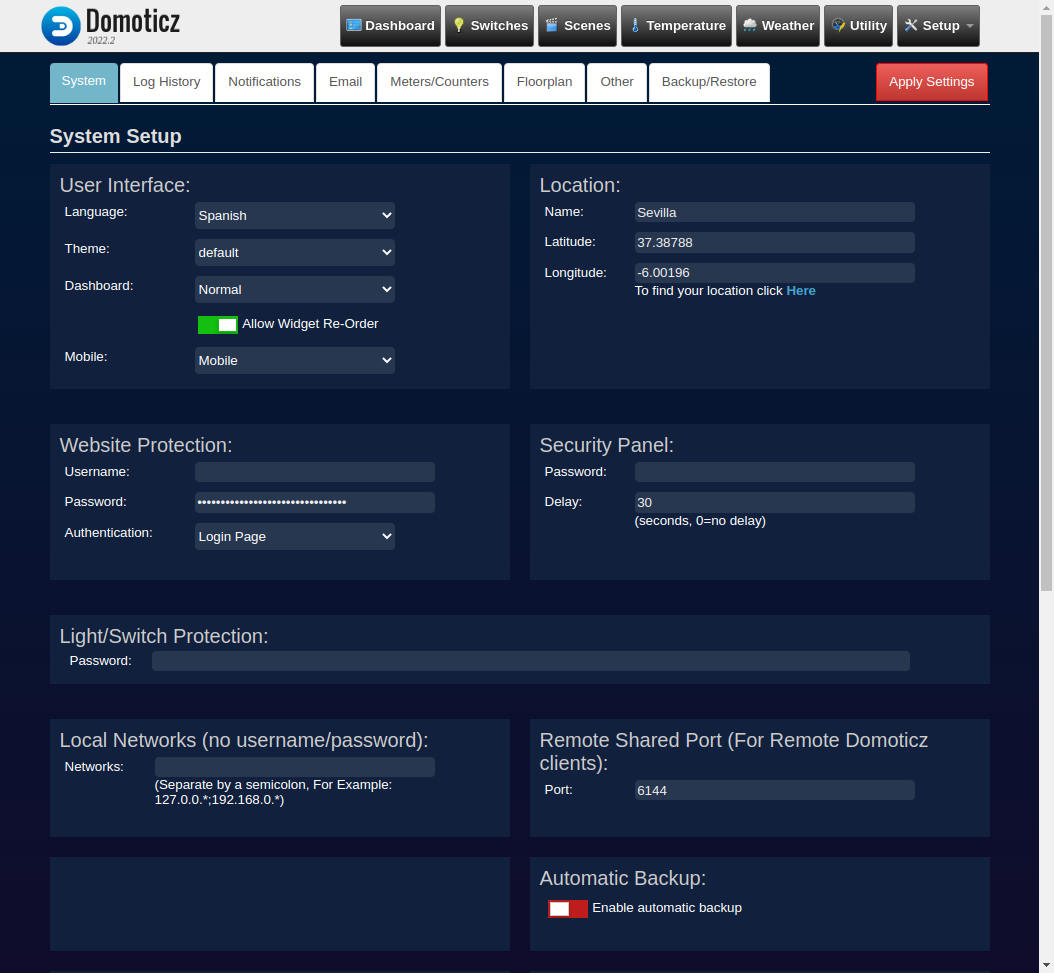 Domoticz
2022.2
Dashboard Switches Scenes Temperature Weather Utility Setup
System Log History Notifications Email Meters/Counters Floorplan Other Backup/Restore Apply Settings
System Setup
User Interface:
Language: Spanish
Theme: default
Dashboard: Normal
Allow Widget Re-Order
Mobile: Mobile
Location:
Name: Sevilla
Latitude: 37.38788
Longitude: -6.00196
To find your location click Here
Website Protection:
Username:
Password: ••••••••••••••••••••••••••••••••
Authentication: Login Page
Security Panel:
Password:
Delay: 30
(seconds, 0=no delay)
Light/Switch Protection:
Password:
Local Networks (no username/password):
Networks:
(Separate by a semicolon, For Example:
127.0.0.*;192.168.0.*)
Remote Shared Port (For Remote Domoticz
clients):
Port: 6144
Automatic Backup:
Enable automatic backup